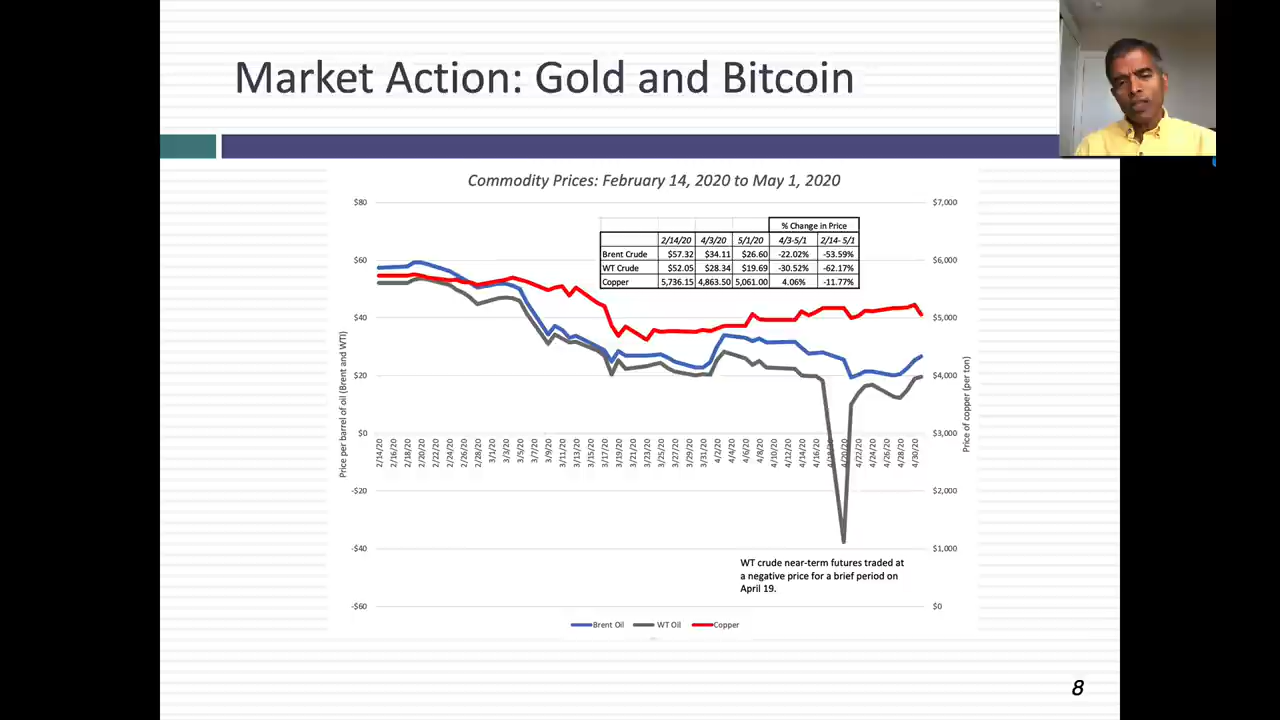 Market Action: Gold and Bitcoin
Commodity Prices: February 14, 2020 to May 1, 2020
% Change in Price
2/14/20 4/3/20 5/1/20 4/3-5/1 2/14- 5/1
Brent Crude $57.32 $34.11 $26.60 -22.02% -53.59%
WT Crude $52.05 $28.34 $19.69 -30.52% -62.17%
Copper 5,736.15 4,863.50 5,061.00 4.06% -11.77%
$80 $7,000
$60 $6,000
$40 $5,000
$20 $4,000
$0 $3,000
-$20 $2,000
-$40 $1,000
-$60 $0
Price per barrel of oil (Brent and WTI)
Price of copper (per ton)
2/14/20 2/16/20 2/18/20 2/20/20 2/22/20 2/24/20 2/26/20 2/28/20 3/1/20 3/3/20 3/5/20 3/7/20 3/9/20 3/11/20 3/13/20 3/15/20 3/17/20 3/19/20 3/21/20 3/23/20 3/25/20 3/27/20 3/29/20 3/31/20 4/2/20 4/4/20 4/6/20 4/8/20 4/10/20 4/12/20 4/14/20 4/16/20 4/18/20 4/20/20 4/22/20 4/24/20 4/26/20 4/28/20 4/30/20
WT crude near-term futures traded at
a negative price for a brief period on
April 19.
Brent Oil WT Oil Copper
8